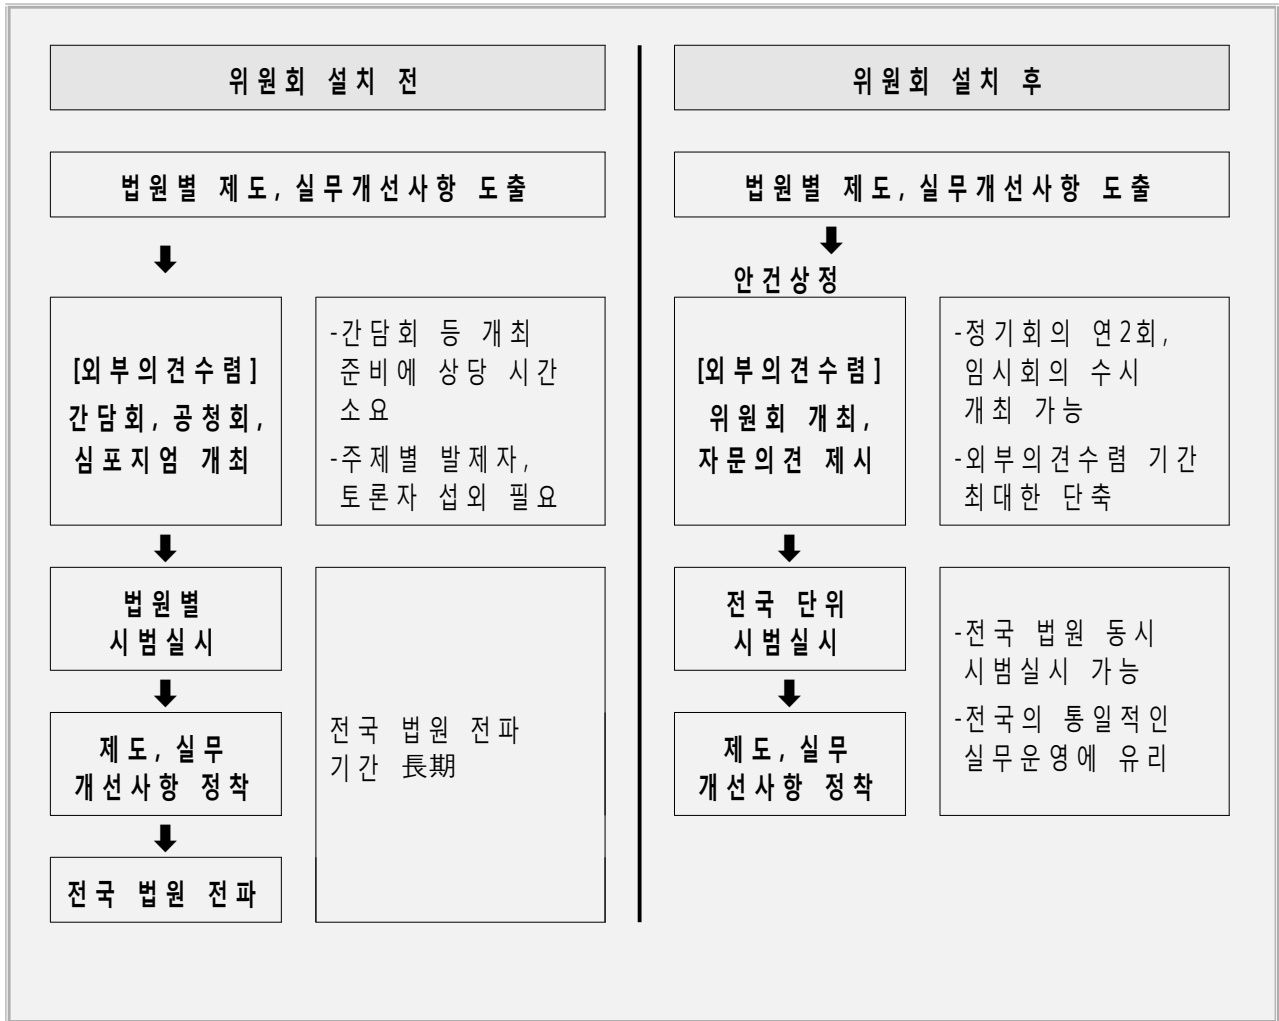 위원회 설치 전
법원별 제도, 실무개선사항 도출
[외부의견수렴]
간담회, 공청회,
심포지엄 개최
-간담회 등 개최
준비에 상당 시간
소요
-주제별 발제자,
토론자 섭외 필요
법원별
시범실시
제도, 실무
개선사항 정착
전국 법원 전파
전국 법원 전파
기간 長期
위원회 설치 후
법원별 제도, 실무개선사항 도출
안건상정
[외부의견수렴]
위원회 개최,
자문의견 제시
-정기회의 연2회,
임시회의 수시
개최 가능
-외부의견수렴 기간
최대한 단축
전국 단위
시범실시
제도, 실무
개선사항 정착
-전국 법원 동시
시범실시 가능
-전국의 통일적인
실무운영에 유리